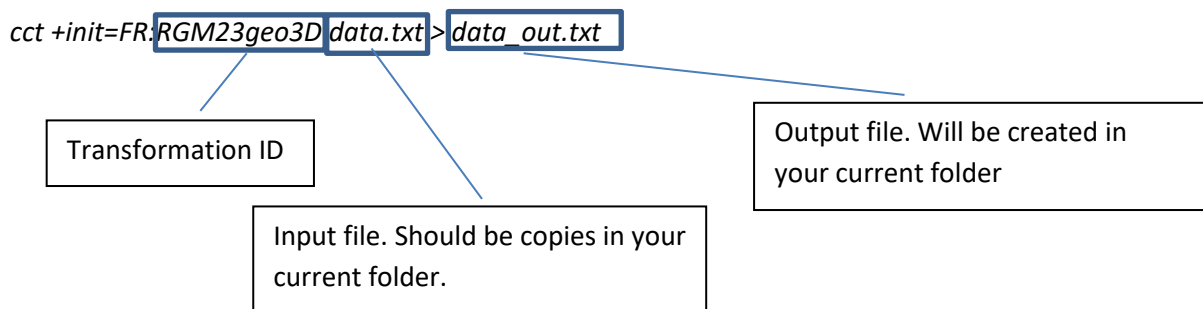 cct +init=FR:RGM23geo3D data.txt > data_out.txt
Transformation ID
Input file. Should be copies in your
current folder.
Output file. Will be created in
your current folder